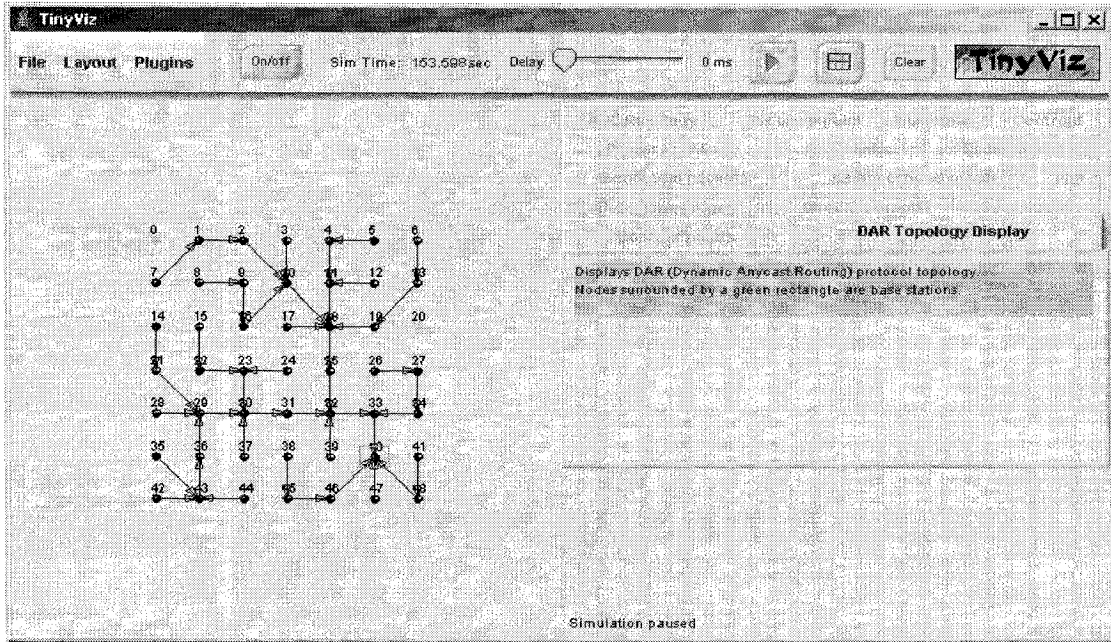 TinyViz
File Layout Plugins On/off Sim Time: 153.598sec Delay 0 ms Clear TinyViz
DAR Topology Display
Displays DAR (Dynamic Anycast Routing) protocol topology
Nodes surrounded by a green rectangle are base stations
0 1 2 3 4 5 6
7 8 9 10 11 12 13
14 15 16 17 18 19 20
21 22 23 24 25 26 27
28 29 30 31 32 33 34
35 36 37 38 39 41
42 43 44 45 46 47 48
Simulation paused